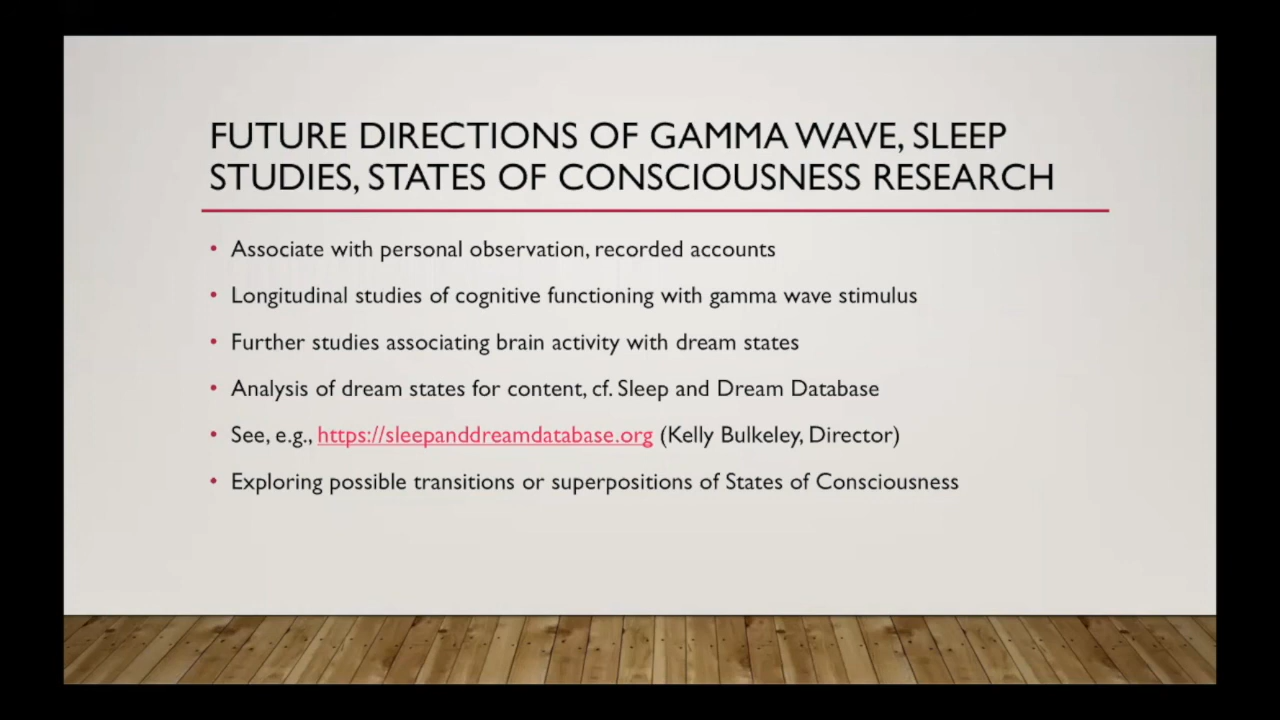 FUTURE DIRECTIONS OF GAMMA WAVE, SLEEP
STUDIES, STATES OF CONSCIOUSNESS RESEARCH
• Associate with personal observation, recorded accounts
• Longitudinal studies of cognitive functioning with gamma wave stimulus
• Further studies associating brain activity with dream states
• Analysis of dream states for content, cf. Sleep and Dream Database
• See, e.g., https://sleepanddreamdatabase.org (Kelly Bulkeley, Director)
• Exploring possible transitions or superpositions of States of Consciousness